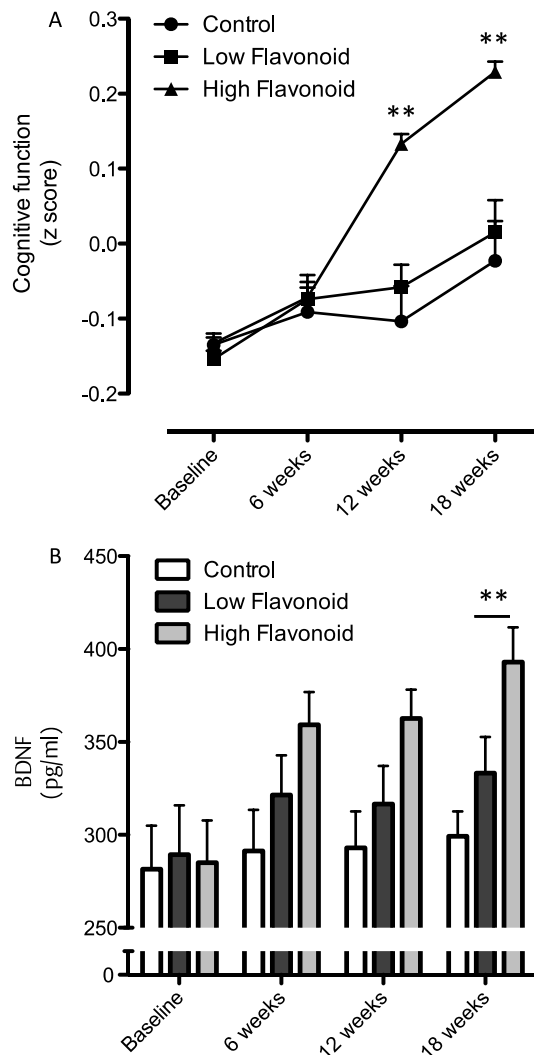 A
Control
Low Flavonoid
High Flavonoid
0.3
0.2
0.1
0.0
-0.1
-0.2
Cognitive function
(z score)
**
**
Baseline
6 weeks
12 weeks
18 weeks
B
Control
Low Flavonoid
High Flavonoid
450
400
350
300
250
0
BDNF
(pg/ml)
**
Baseline
6 weeks
12 weeks
18 weeks